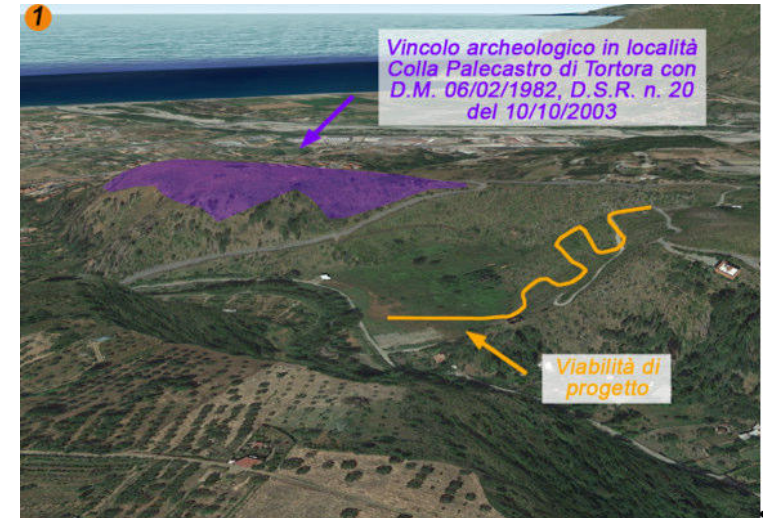 1
Vincolo archeologico in località
Colla Palecastro di Tortora con
D.M. 06/02/1982, D.S.R. n. 20
del 10/10/2003
Viabilità di
progetto